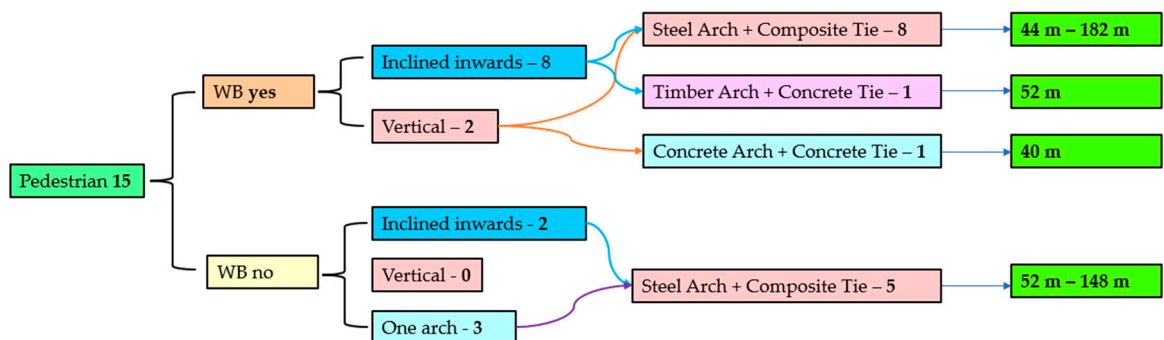 Steel Arch + Composite Tie – 8
44 m – 182 m
Inclined inwards – 8
WB yes
Timber Arch + Concrete Tie – 1
52 m
Vertical – 2
Concrete Arch + Concrete Tie – 1
40 m
Pedestrian 15
Inclined inwards - 2
WB no
Vertical - 0
Steel Arch + Composite Tie – 5
52 m – 148 m
One arch - 3